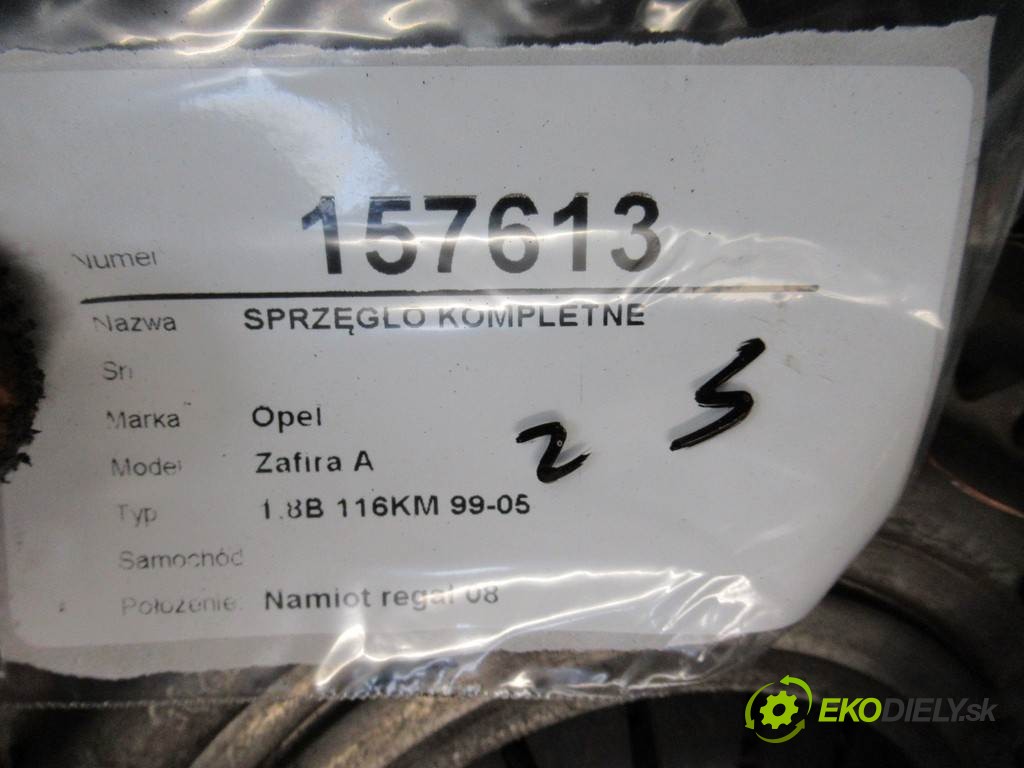 Numer 157613
Nazwa SPRZĘGŁO KOMPLETNE
Sn
Marka Opel
Model Zafira A
Typ 1.8B 116KM 99-05
Samochód
Położenie: Namiot regał 08
2 5
EKODIELY.sk